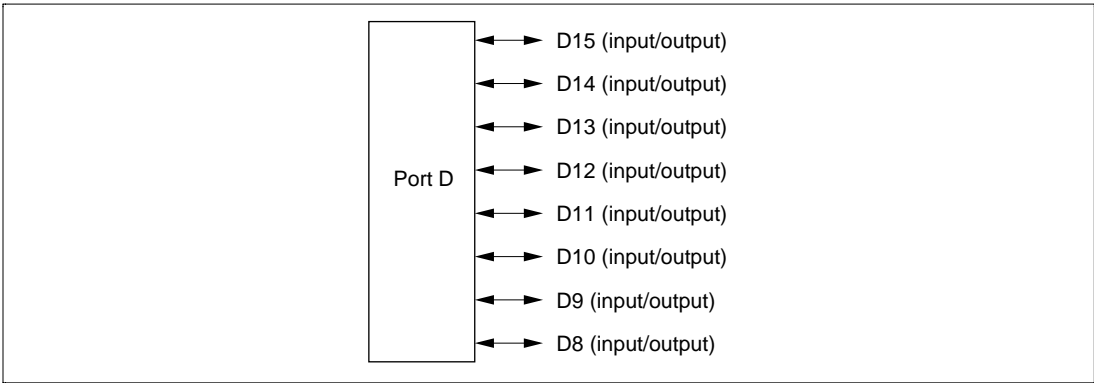 Port D
D15 (input/output)
D14 (input/output)
D13 (input/output)
D12 (input/output)
D11 (input/output)
D10 (input/output)
D9 (input/output)
D8 (input/output)